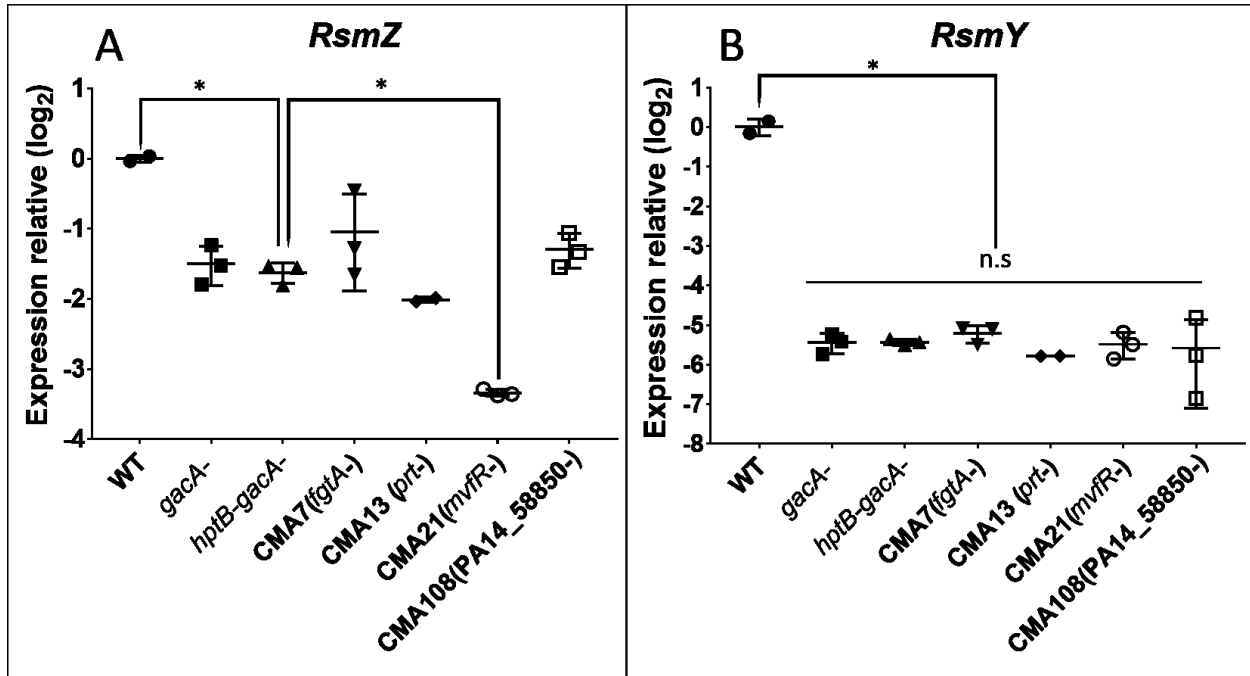 A
RsmZ
*
*
Expression relative (log2)
1
0
-1
-2
-3
-4
WT
gacA-
hptB-gacA-
CMA7(fgtA-)
CMA13 (prt-)
CMA21(mvfR-)
CMA108(PA14_58850-)
B
RsmY
*
n.s
Expression relative (log2)
1
0
-1
-2
-3
-4
-5
-6
-7
-8
WT
gacA-
hptB-gacA-
CMA7(fgtA-)
CMA13 (prt-)
CMA21(mvfR-)
CMA108(PA14_58850-)